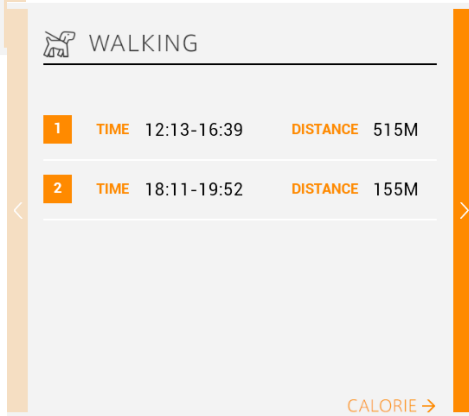 WALKING
1 TIME 12:13-16:39 DISTANCE 515M
2 TIME 18:11-19:52 DISTANCE 155M
CALORIE →